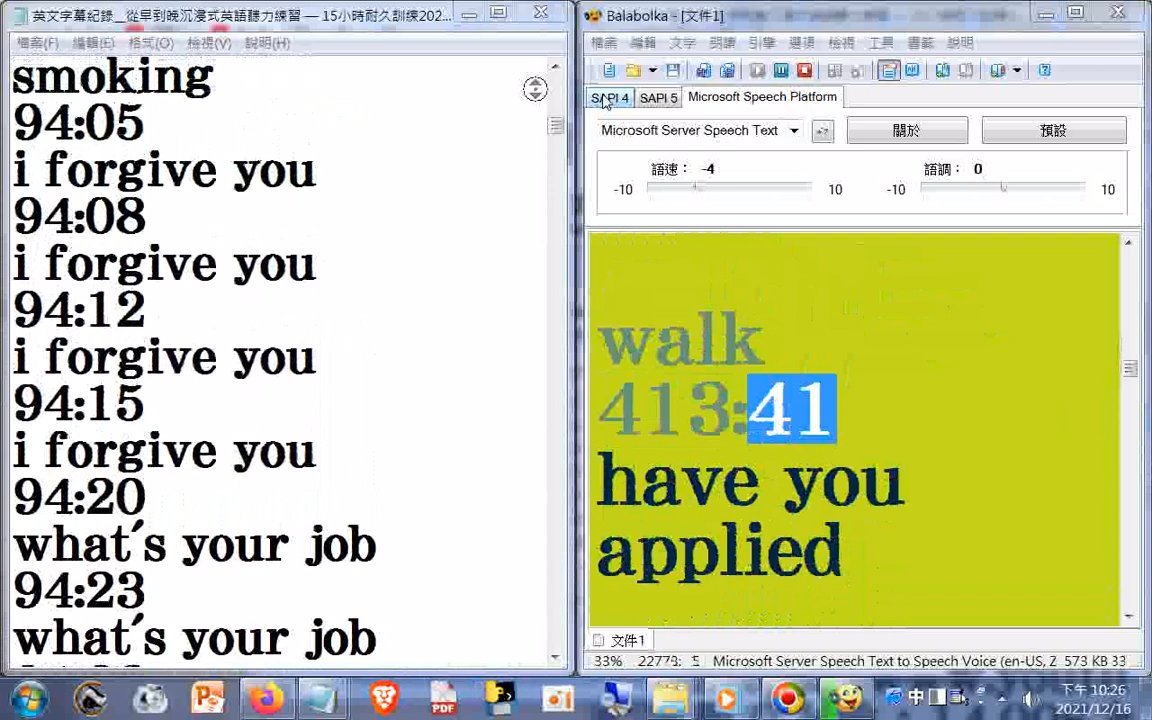 英文字幕紀錄__從早到晚沉浸式英語聽力練習 — 15小時耐久訓練202...
檔案(F) 編輯(E) 格式(O) 檢視(V) 說明(H)
smoking
94:05
i forgive you
94:08
i forgive you
94:12
i forgive you
94:15
i forgive you
94:20
what's your job
94:23
what's your job
Balabolka - [文件1]
檔案 編輯 文字 朗讀 引擎 選項 檢視 工具 書籤 說明
SAPI 4 SAPI 5 Microsoft Speech Platform
Microsoft Server Speech Text
關於 預設
語速： -4 語調： 0
-10 10 -10 10
walk
413:41
have you
applied
文件1
33% 22778: 5 Microsoft Server Speech Text to Speech Voice (en-US, Z 573 KB 33
PDF
中
下午 10:26
2021/12/16